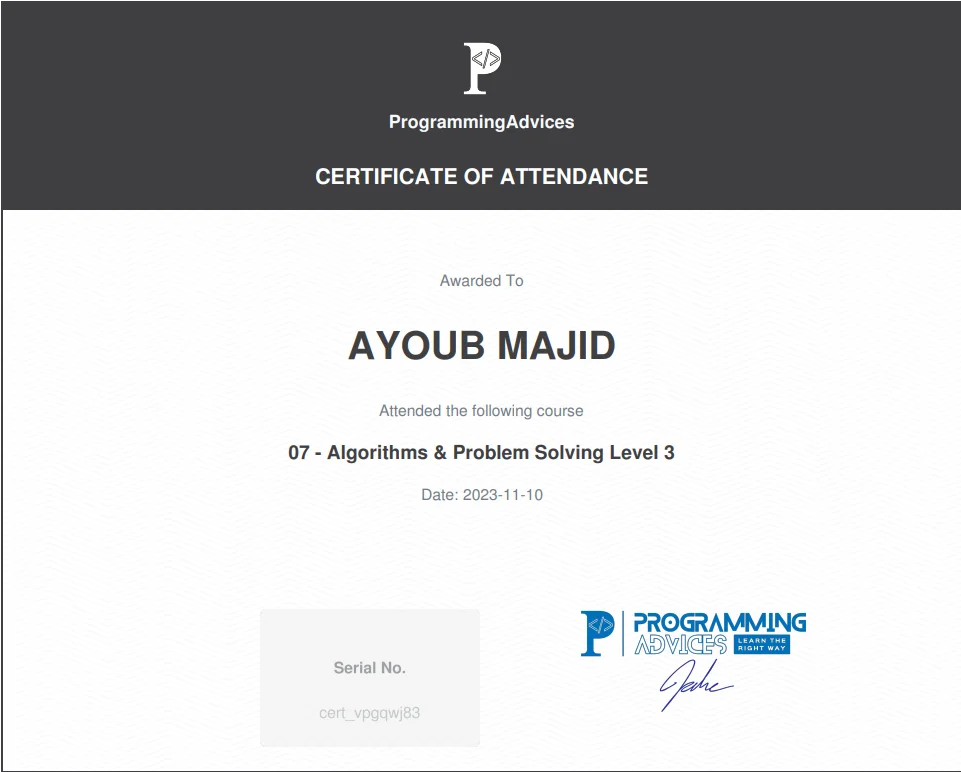 ProgrammingAdvices
CERTIFICATE OF ATTENDANCE
Awarded To
AYOUB MAJID
Attended the following course
07 - Algorithms & Problem Solving Level 3
Date: 2023-11-10
Serial No.
cert_vpgqwj83
PROGRAMMING
ADVICES
LEARN THE
RIGHT WAY